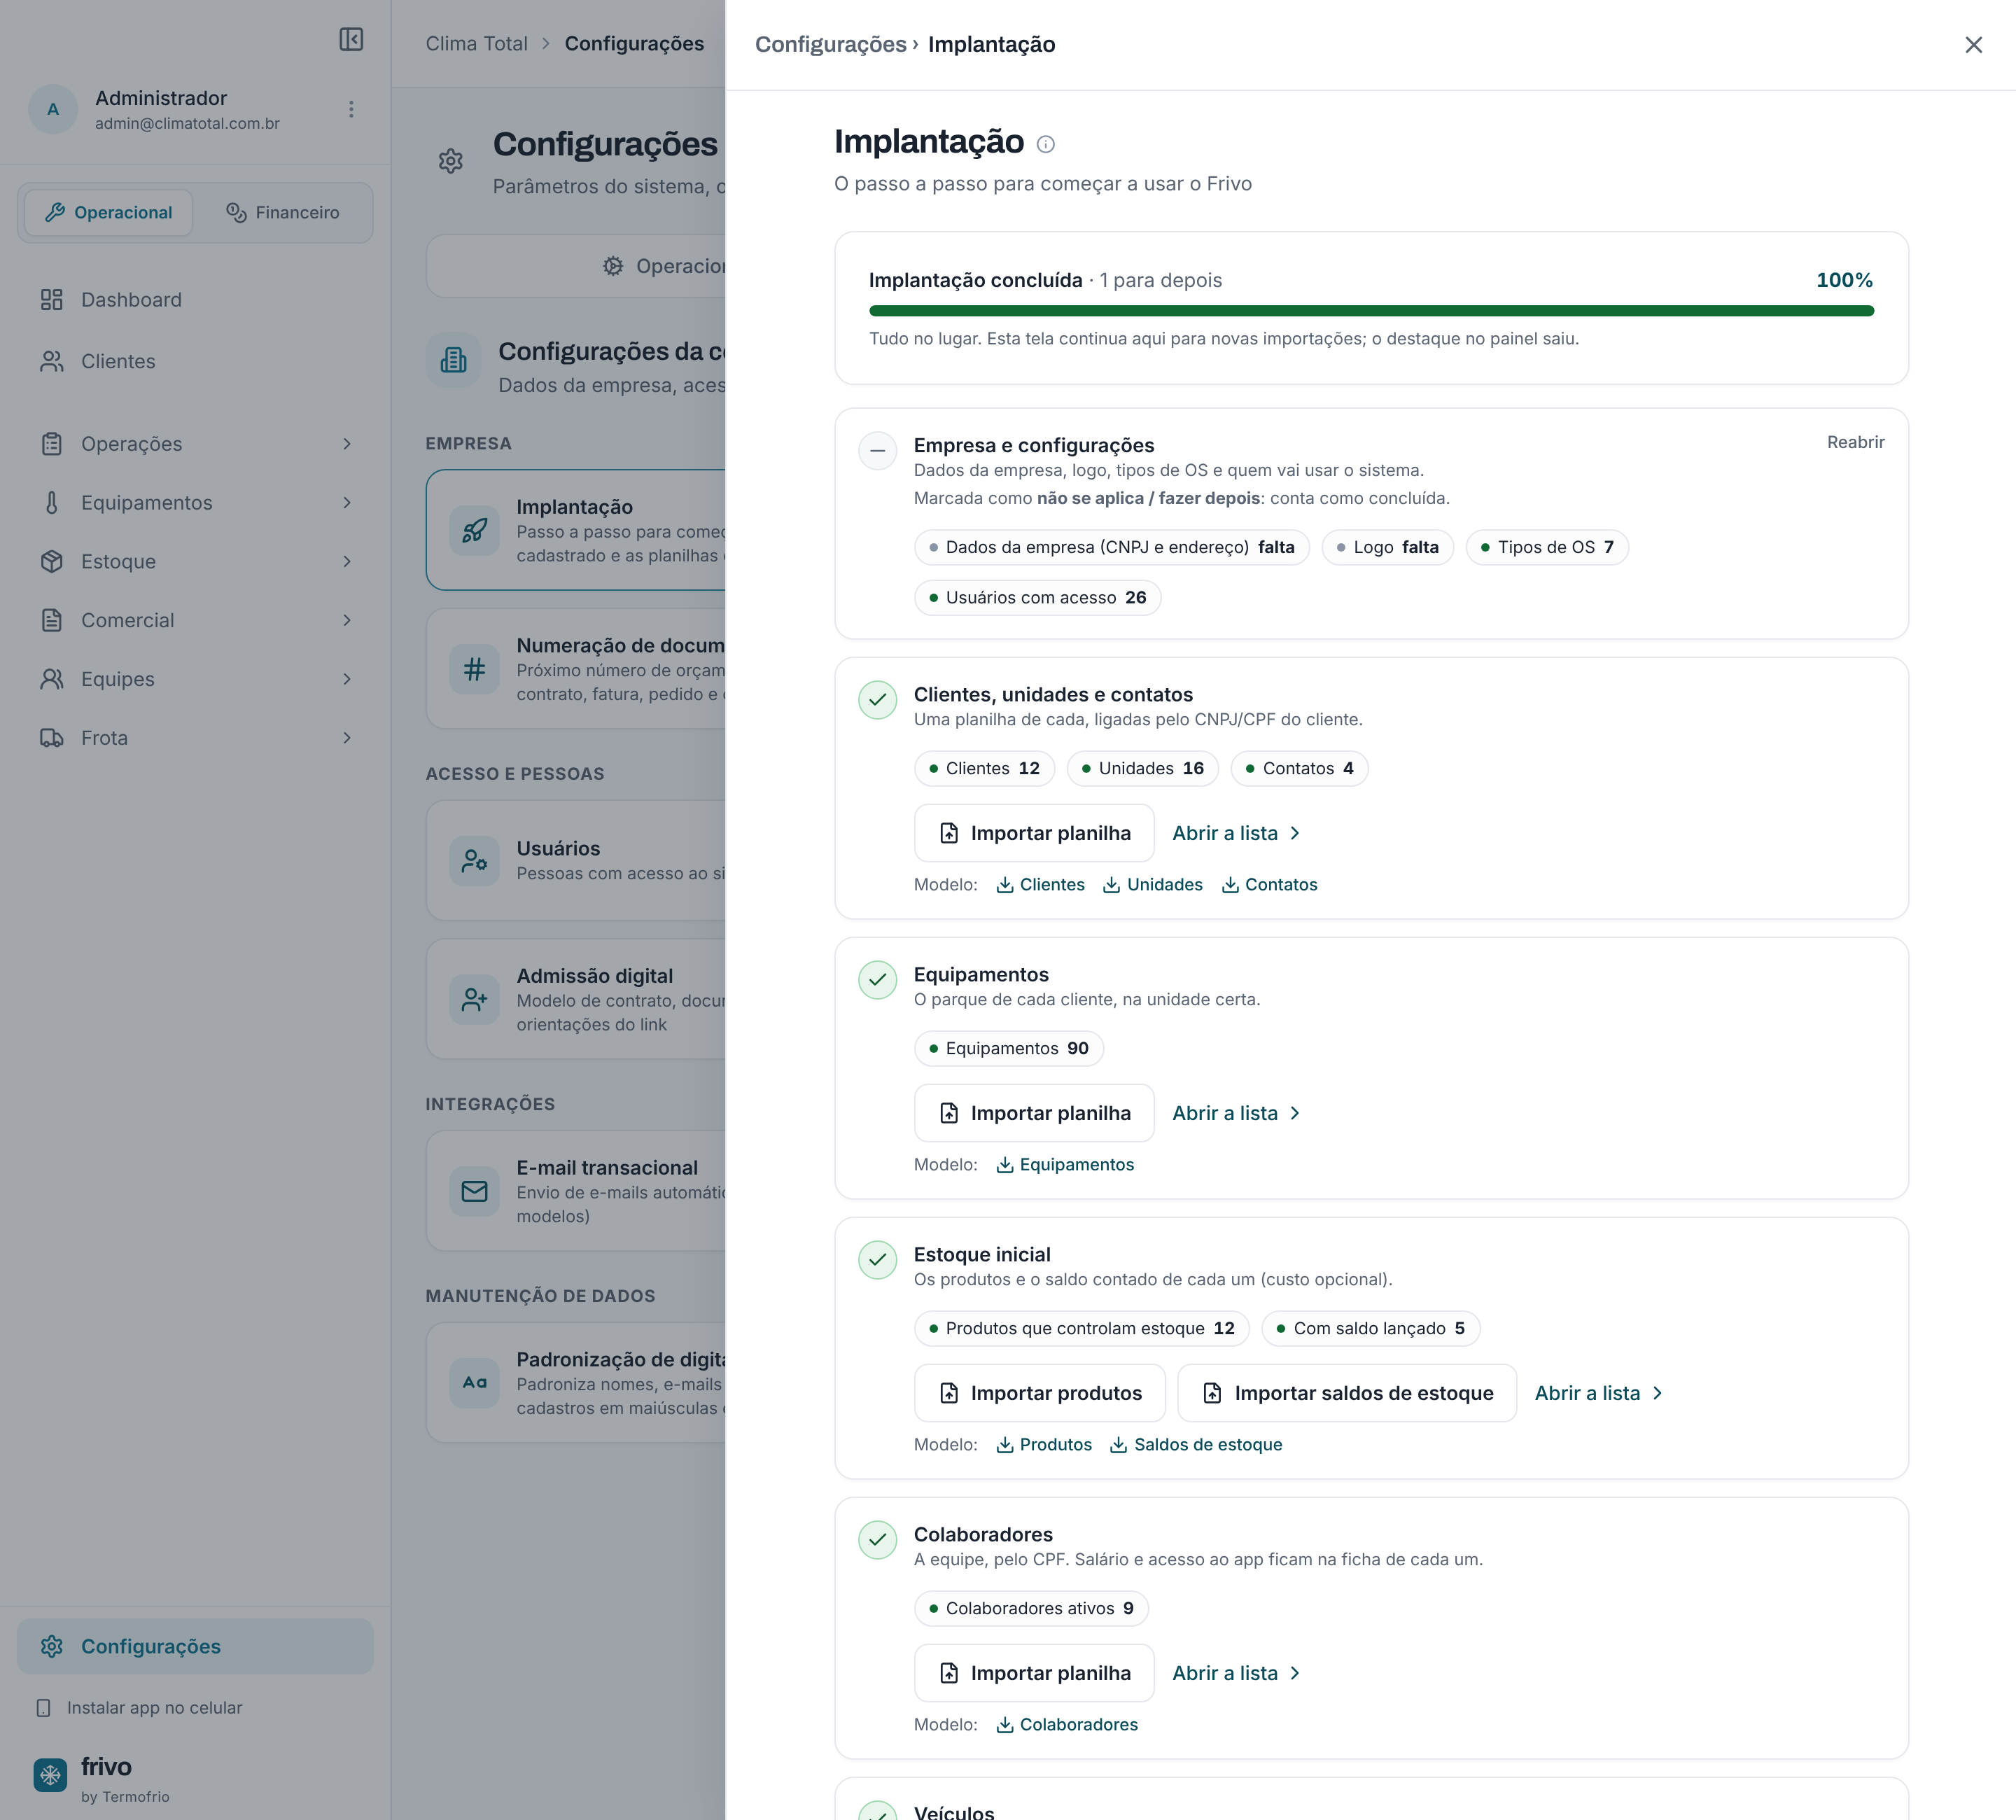 Administrador
admin@climatotal.com.br
Operacional
Financeiro
Dashboard
Clientes
Operações
Equipamentos
Estoque
Comercial
Equipes
Frota
Configurações
Instalar app no celular
frivo
by Termofrio
Clima Total > Configurações
Configurações
Parâmetros do sistema,
Configurações da
Dados da empresa,
EMPRESA
Implantação
Passo a passo para
cadastrado e as planilhas
Numeração de
Próximo número de
contrato, fatura, pedido e
ACESSO E PESSOAS
Usuários
Pessoas com acesso ao
Admissão digital
Modelo de contrato,
orientações do link
INTEGRAÇÕES
E-mail transacional
Envio de e-mails
modelos)
MANUTENÇÃO DE DADOS
Aa
Padronização de
Padroniza nomes, e-mails
cadastros em maiúsculas
Configurações › Implantação
Implantação
O passo a passo para começar a usar o Frivo
Implantação concluída · 1 para depois
100%
Tudo no lugar. Esta tela continua aqui para novas importações; o destaque no painel saiu.
Empresa e configurações
Reabrir
Dados da empresa, logo, tipos de OS e quem vai usar o sistema.
Marcada como não se aplica / fazer depois: conta como concluída.
Dados da empresa (CNPJ e endereço) falta
Logo falta
Tipos de OS 7
Usuários com acesso 26
Clientes, unidades e contatos
Uma planilha de cada, ligadas pelo CNPJ/CPF do cliente.
Clientes 12
Unidades 16
Contatos 4
Importar planilha
Abrir a lista
Modelo: Clientes Unidades Contatos
Equipamentos
O parque de cada cliente, na unidade certa.
Equipamentos 90
Importar planilha
Abrir a lista
Modelo: Equipamentos
Estoque inicial
Os produtos e o saldo contado de cada um (custo opcional).
Produtos que controlam estoque 12
Com saldo lançado 5
Importar produtos
Importar saldos de estoque
Abrir a lista
Modelo: Produtos Saldos de estoque
Colaboradores
A equipe, pelo CPF. Salário e acesso ao app ficam na ficha de cada um.
Colaboradores ativos 9
Importar planilha
Abrir a lista
Modelo: Colaboradores
Veículos